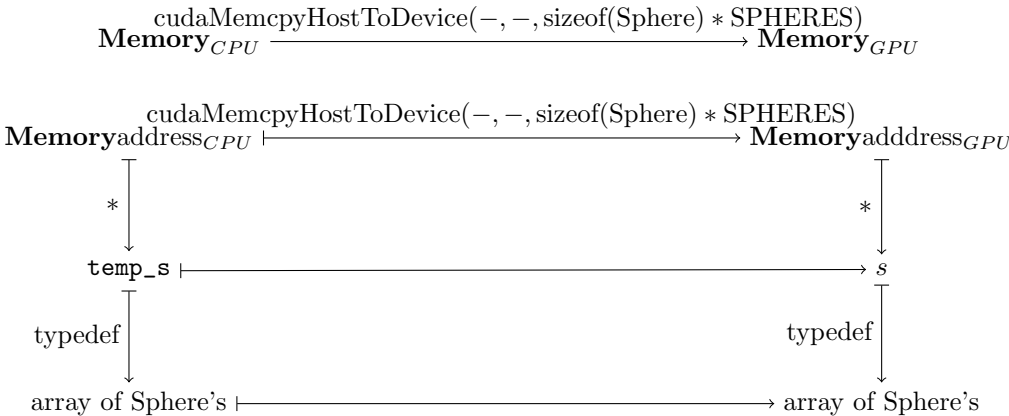 cudaMemcpyHostToDevice(−, −, sizeof(Sphere) ∗ SPHERES)
Memory_CPU Memory_GPU
cudaMemcpyHostToDevice(−, −, sizeof(Sphere) ∗ SPHERES)
Memoryaddress_CPU Memoryadddress_GPU
∗ ∗
temp_s s
typedef typedef
array of Sphere's array of Sphere's